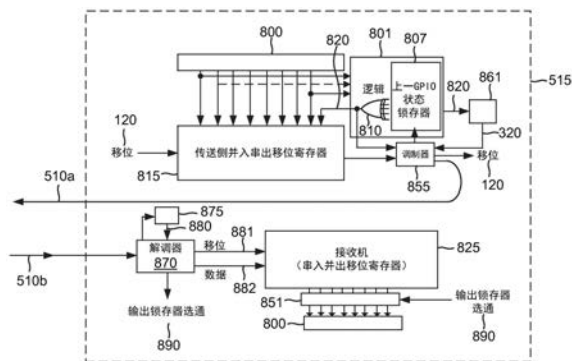 800
801
807
820
逻辑
上一GPIO
状态
锁存器
810
820
861
515
120
移位
传送侧并入串出移位寄存器
815
320
调制器
855
移位
120
510a
875
880
解调器
870
881
移位
数据
882
接收机
(串入并出移位寄存器)
825
510b
输出锁存器选通
890
851
800
输出锁存器
选通
890